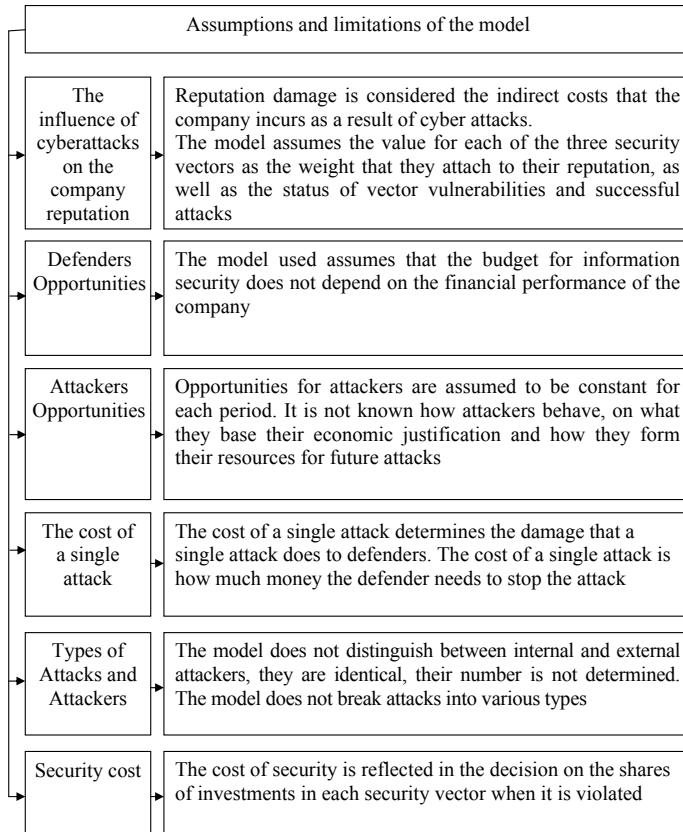 Assumptions and limitations of the model
The
influence of
cyberattacks
on the
company
reputation
Reputation damage is considered the indirect costs that the
company incurs as a result of cyber attacks.
The model assumes the value for each of the three security
vectors as the weight that they attach to their reputation, as
well as the status of vector vulnerabilities and successful
attacks
Defenders
Opportunities
The model used assumes that the budget for information
security does not depend on the financial performance of the
company
Attackers
Opportunities
Opportunities for attackers are assumed to be constant for
each period. It is not known how attackers behave, on what
they base their economic justification and how they form
their resources for future attacks
The cost of
a single
attack
The cost of a single attack determines the damage that a
single attack does to defenders. The cost of a single attack is
how much money the defender needs to stop the attack
Types of
Attacks and
Attackers
The model does not distinguish between internal and external
attackers, they are identical, their number is not determined.
The model does not break attacks into various types
Security cost
The cost of security is reflected in the decision on the shares
of investments in each security vector when it is violated